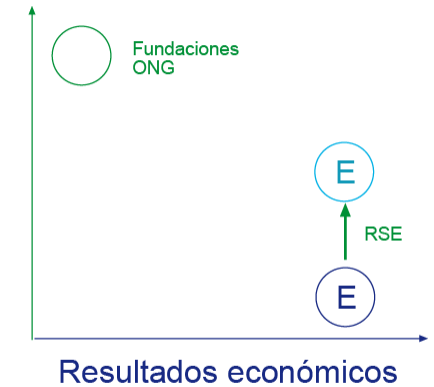 Fundaciones
ONG
E
RSE
E
Resultados económicos